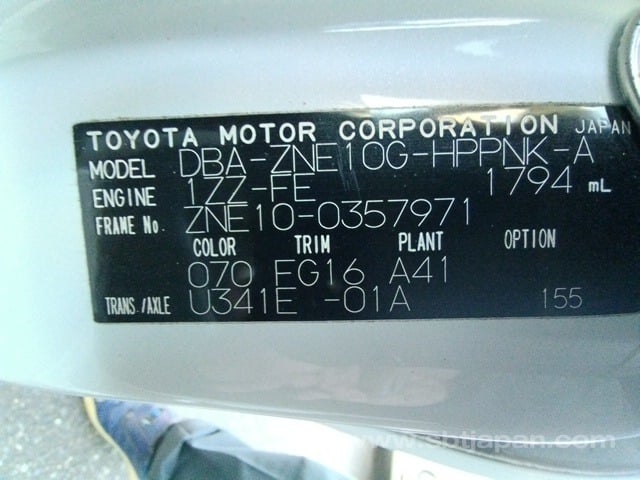 TOYOTA MOTOR CORPORATION JAPAN
MODEL DBA-ZNE10G-HPPNK-A
ENGINE 1ZZ-FE 1794 mL
FRAME No. ZNE10-0357971
COLOR TRIM PLANT OPTION
070 FG16 A41
TRANS./AXLE U341E -01A 155
www.sbtjapan.com